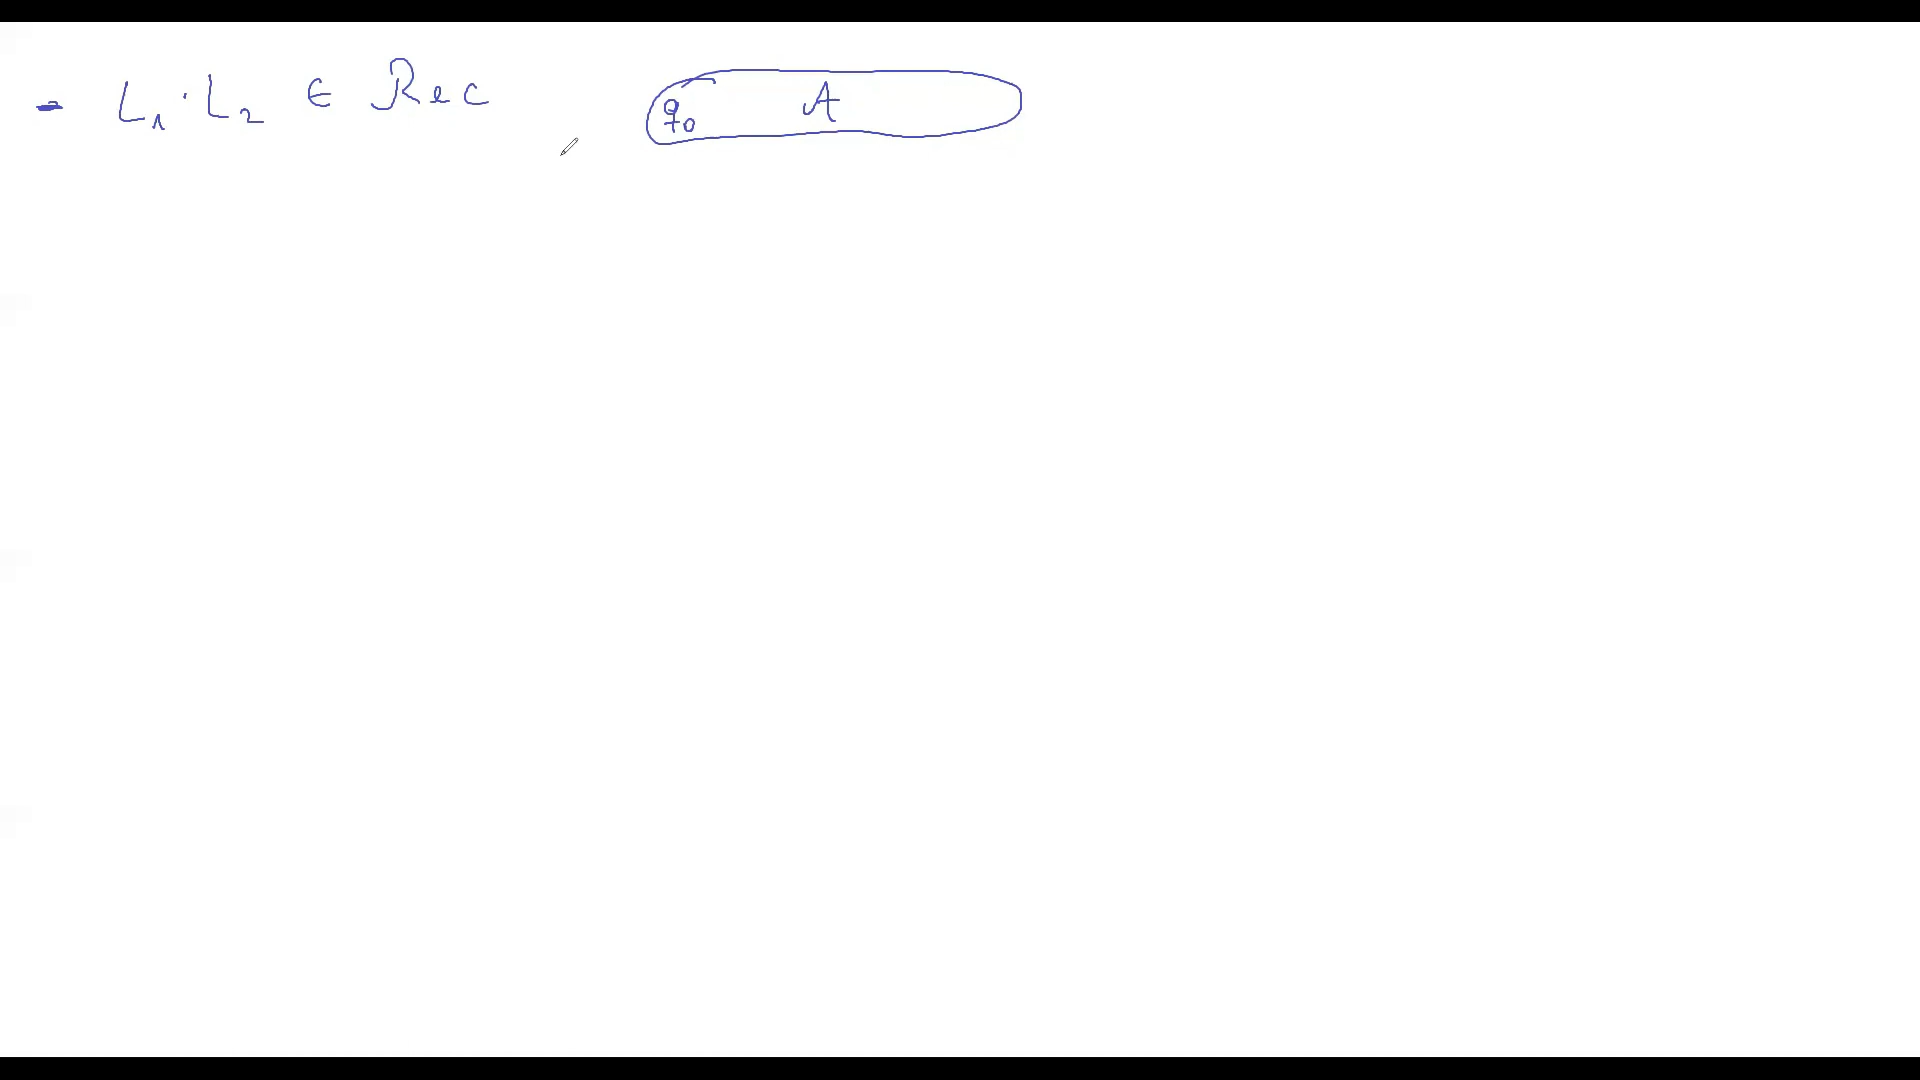 - L₁·L₂ ∈ Rec
q₀ A